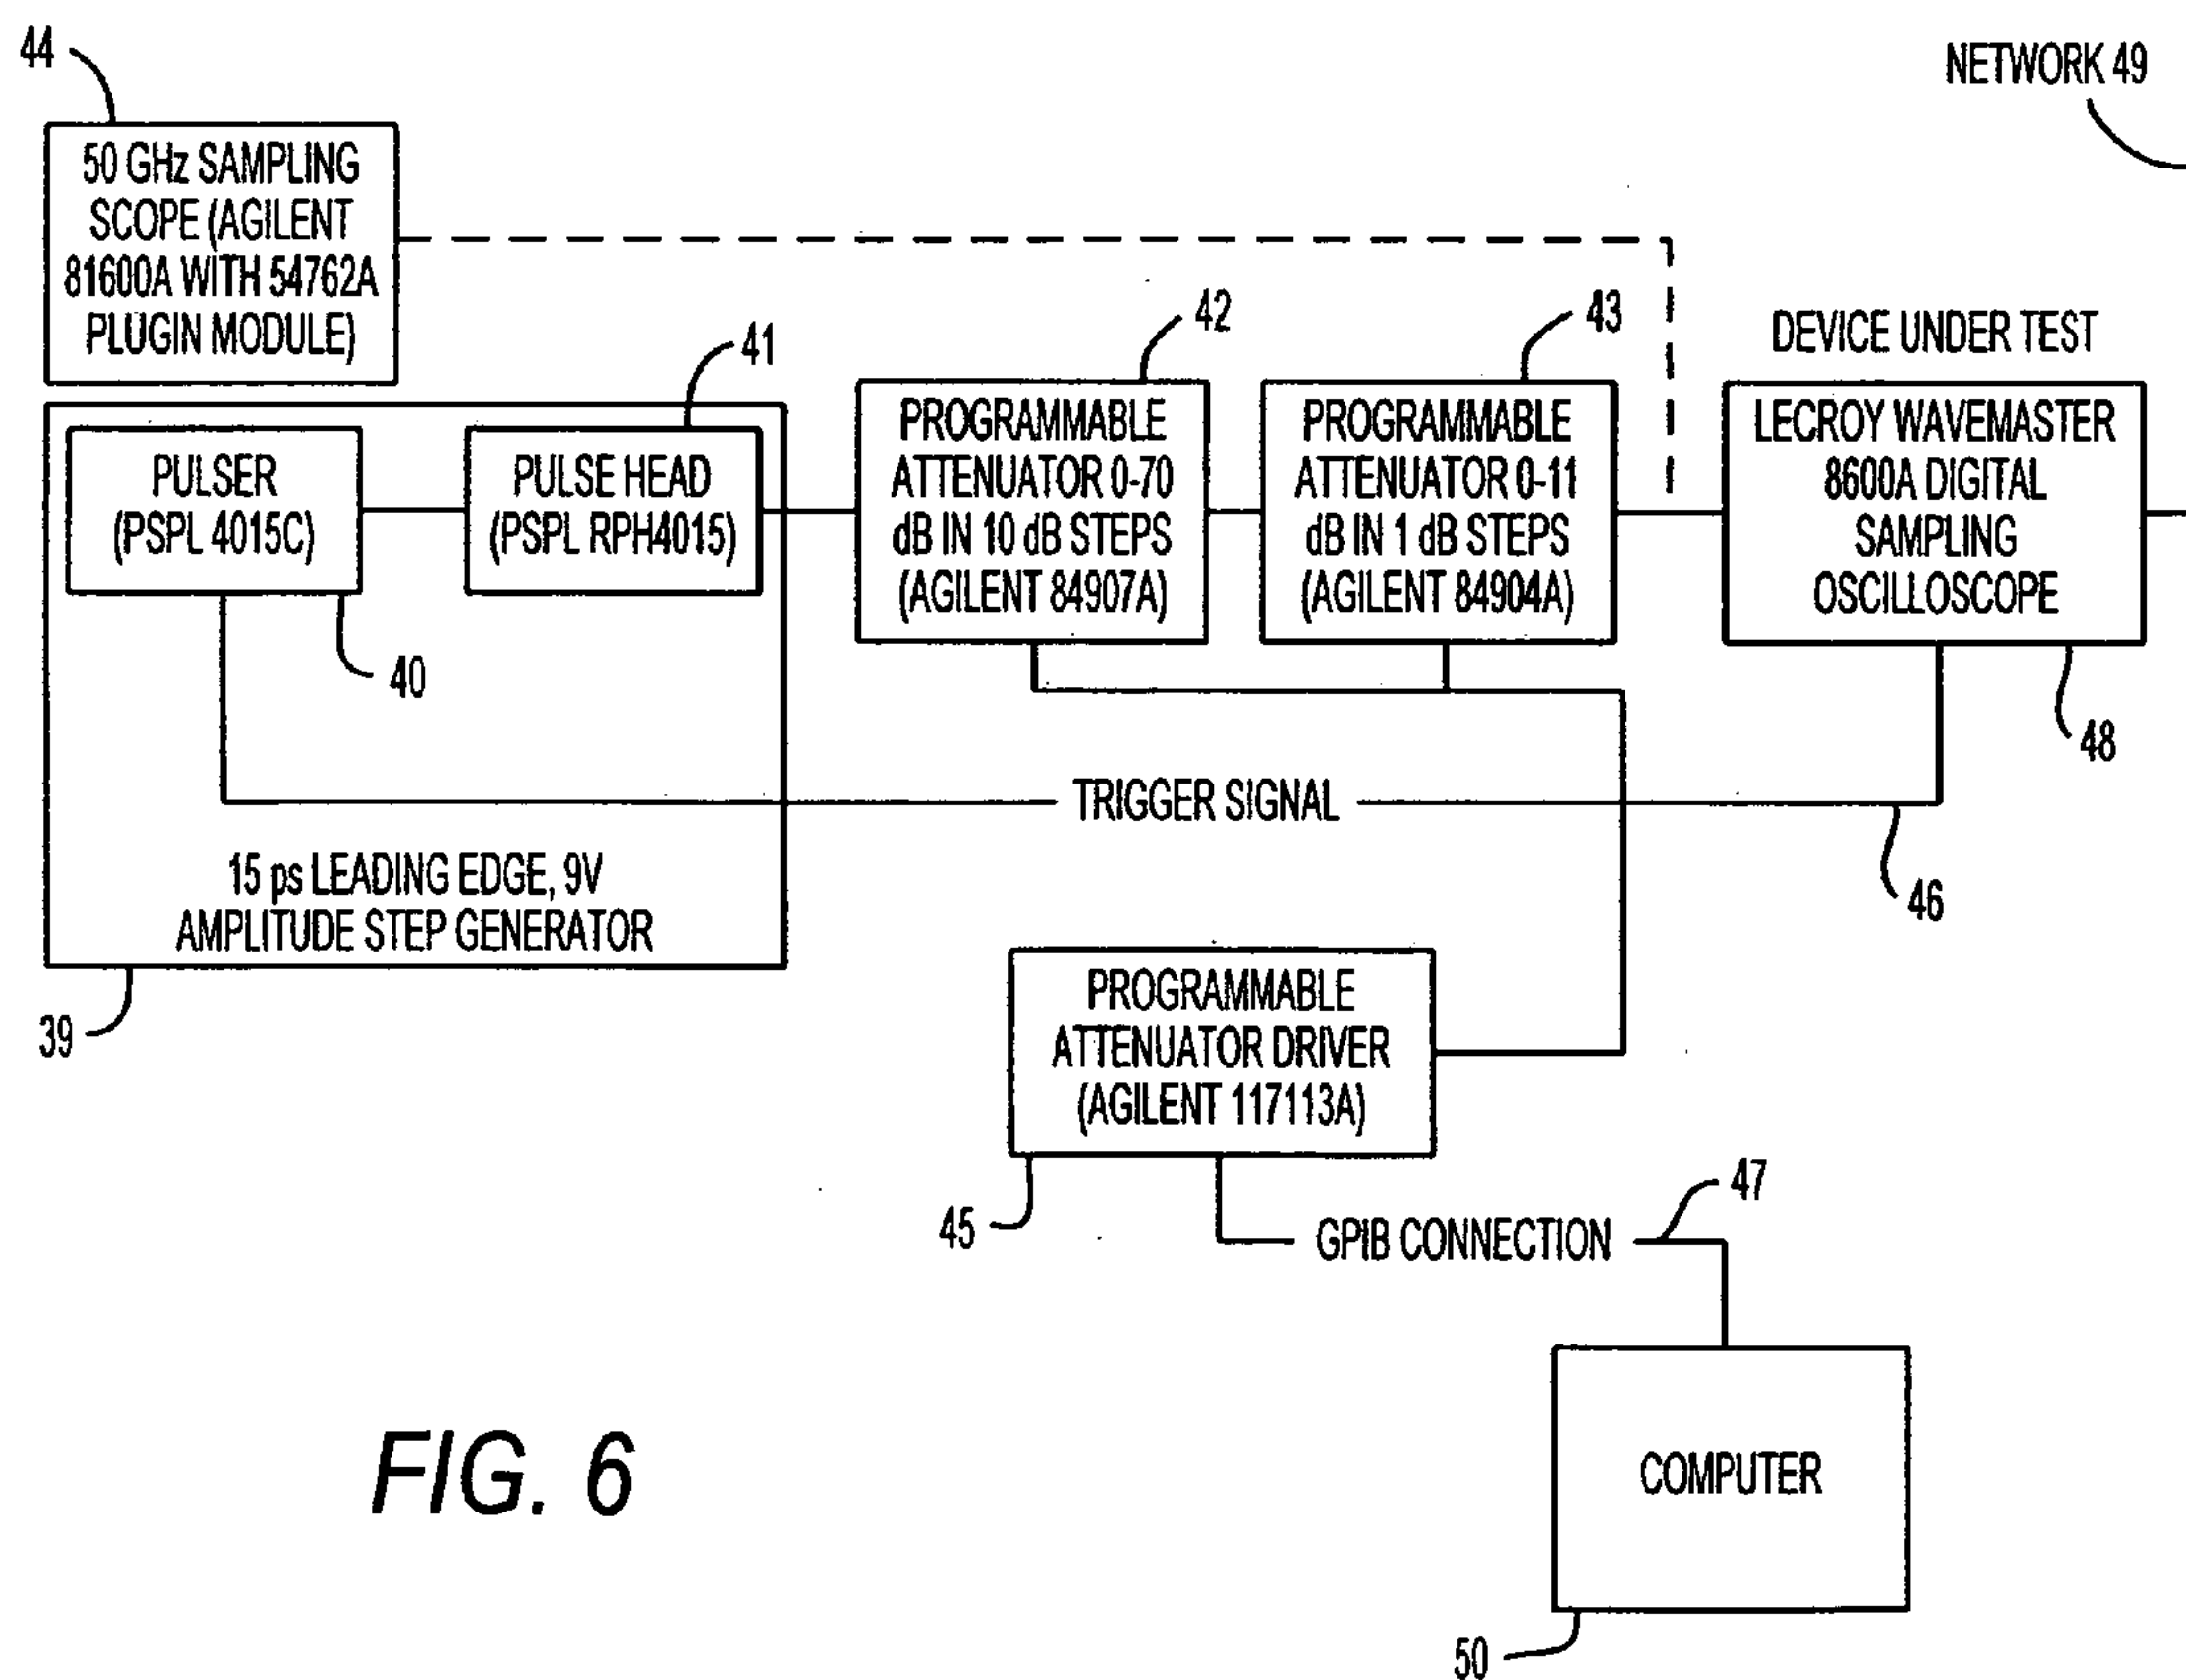 44
NETWORK 49
50 GHz SAMPLING
SCOPE (AGILENT
81600A WITH 54762A
PLUGIN MODULE)
41
42
43
DEVICE UNDER TEST
PULSER
(PSPL 4015C)
PULSE HEAD
(PSPL RPH4015)
PROGRAMMABLE
ATTENUATOR 0-70
dB IN 10 dB STEPS
(AGILENT 84907A)
PROGRAMMABLE
ATTENUATOR 0-11
dB IN 1 dB STEPS
(AGILENT 84904A)
LECROY WAVEMASTER
8600A DIGITAL
SAMPLING
OSCILLOSCOPE
40
48
TRIGGER SIGNAL
46
15 ps LEADING EDGE, 9V
AMPLITUDE STEP GENERATOR
39
PROGRAMMABLE
ATTENUATOR DRIVER
(AGILENT 117113A)
45
47
GPIB CONNECTION
COMPUTER
50
FIG. 6